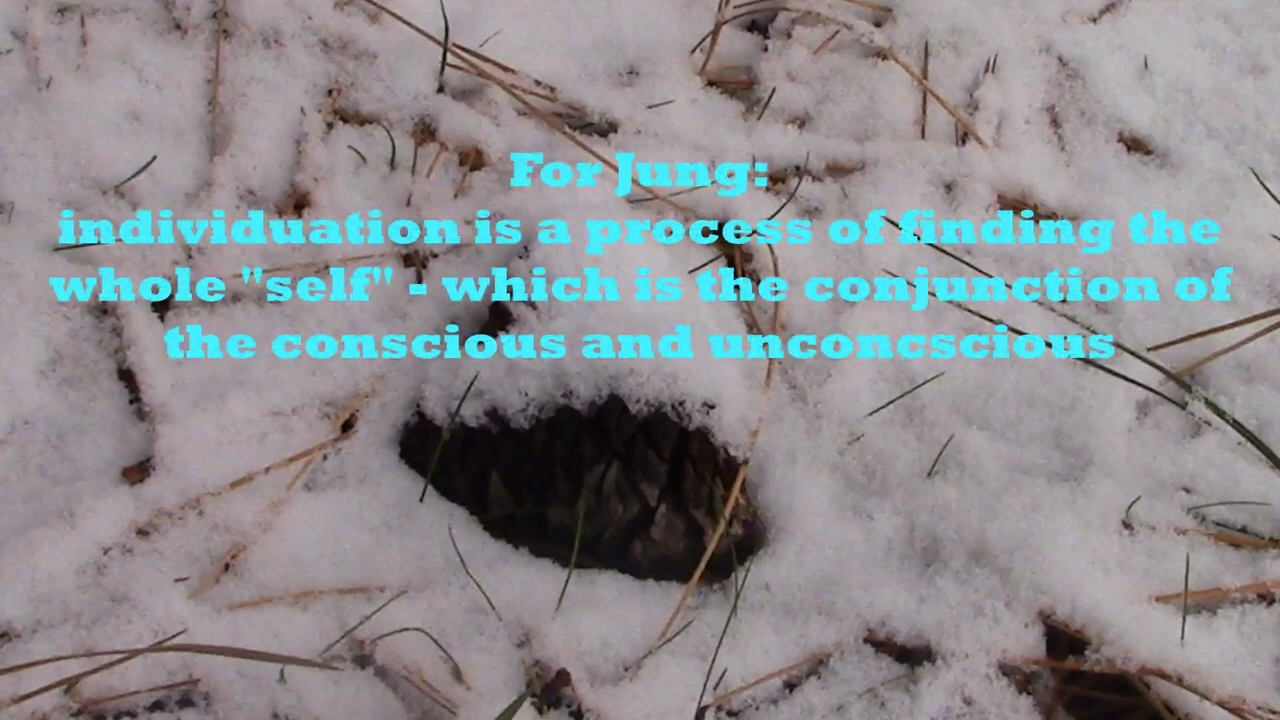 For Jung:
individuation is a process of finding the
whole "self" - which is the conjunction of
the conscious and unconcscious